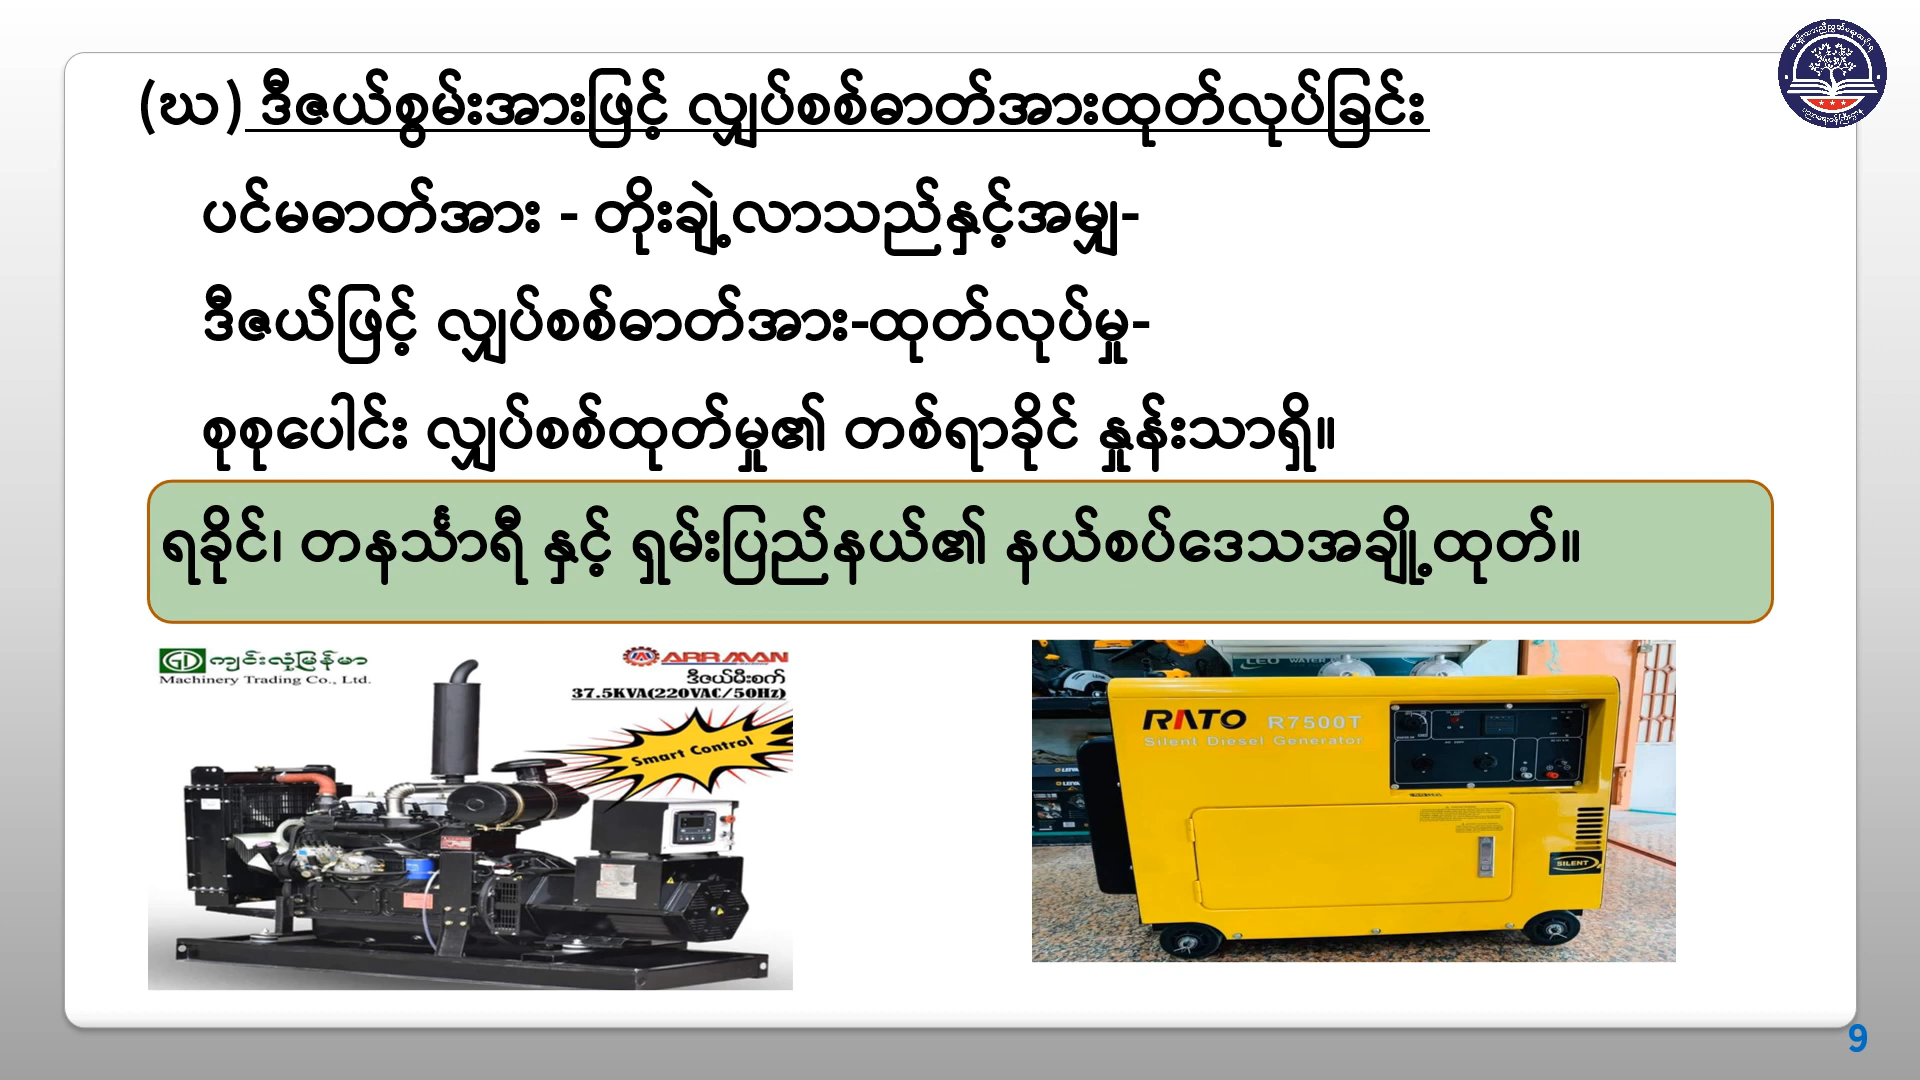 (ဃ) ဒီဇယ်စွမ်းအားဖြင့် လျှပ်စစ်ဓာတ်အားထုတ်လုပ်ခြင်း
ပင်မဓာတ်အား - တိုးချဲ့လာသည်နှင့်အမျှ-
ဒီဇယ်ဖြင့် လျှပ်စစ်ဓာတ်အား-ထုတ်လုပ်မှု-
စုစုပေါင်း လျှပ်စစ်ထုတ်မှု၏ တစ်ရာခိုင် နှုန်းသာရှိ။
ရခိုင်၊ တနင်္သာရီ နှင့် ရှမ်းပြည်နယ်၏ နယ်စပ်ဒေသအချို့ထုတ်။
GD ကျင်းလုံမြန်မာ
Machinery Trading Co., Ltd.
ARRMAN
ဒီဇယ်မီးစက်
37.5KVA(220VAC/50Hz)
Smart Control
LEO WATER
RATO R7500T
Silent Diesel Generator
SILENT
9